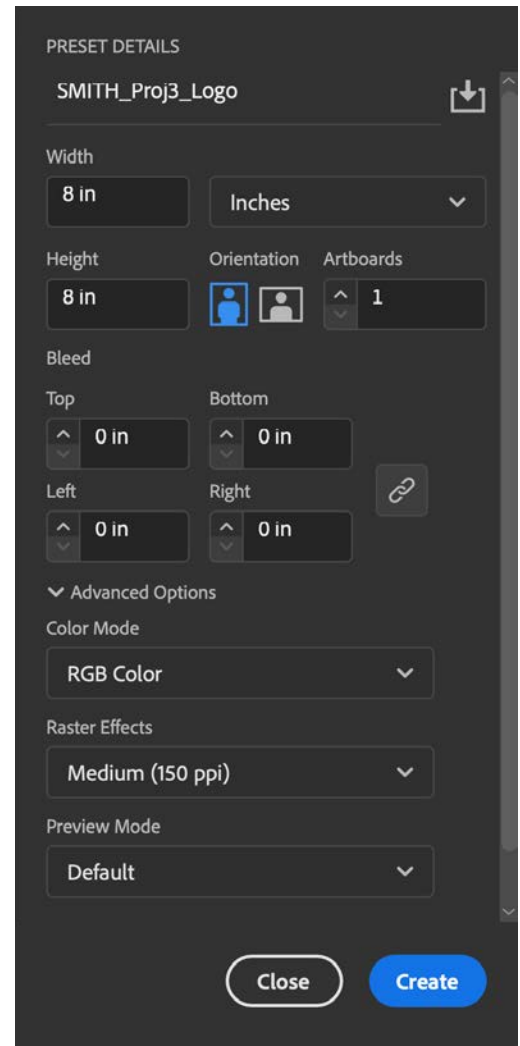 PRESET DETAILS
SMITH_Proj3_Logo
Width
8 in Inches
Height Orientation Artboards
8 in 1
Bleed
Top Bottom
0 in 0 in
Left Right
0 in 0 in
Advanced Options
Color Mode
RGB Color
Raster Effects
Medium (150 ppi)
Preview Mode
Default
Close Create